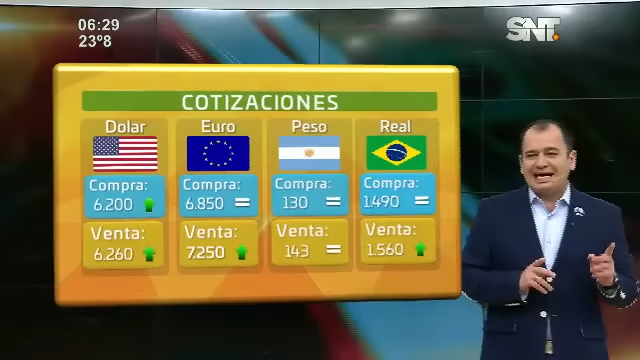 06:29
23°8
SNT
COTIZACIONES
Dolar Euro Peso Real
Compra: Compra: Compra: Compra:
6.200 6.850 130 1.490
Venta: Venta: Venta: Venta:
6.260 7.250 143 1.560